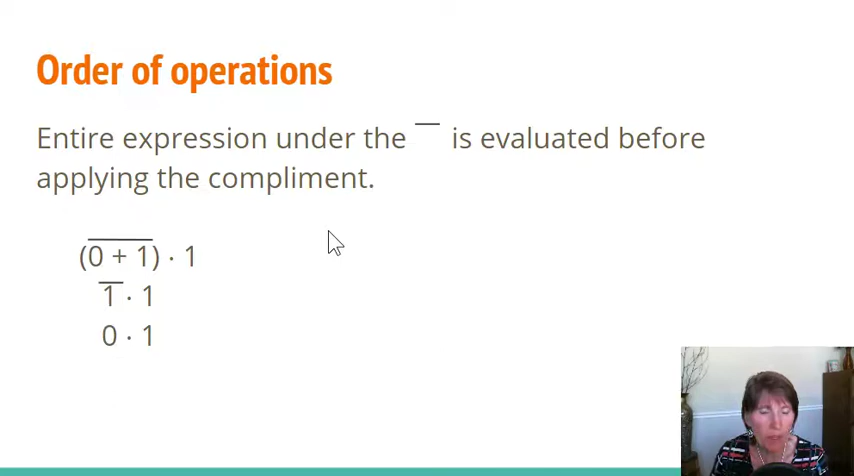 Order of operations
Entire expression under the ‾ is evaluated before
applying the compliment.
(0̅ ̅+̅ ̅1̅) · 1
1̅ · 1
0 · 1